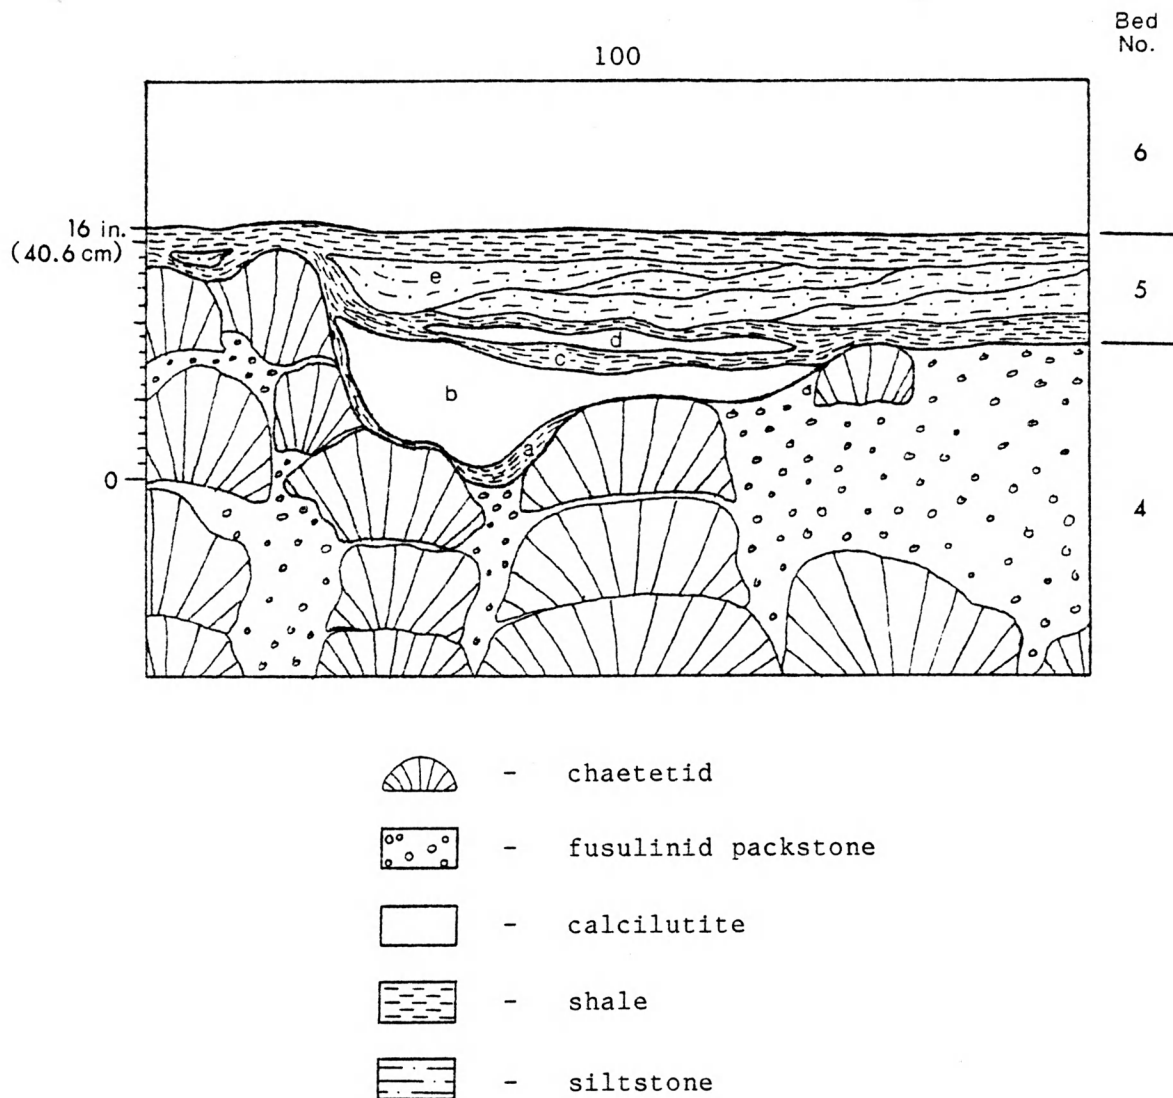 Bed
No.
100
6
16 in.
(40.6 cm)
e
5
d
c
b
a
0
4
- chaetetid
- fusulinid packstone
- calcilutite
- shale
- siltstone